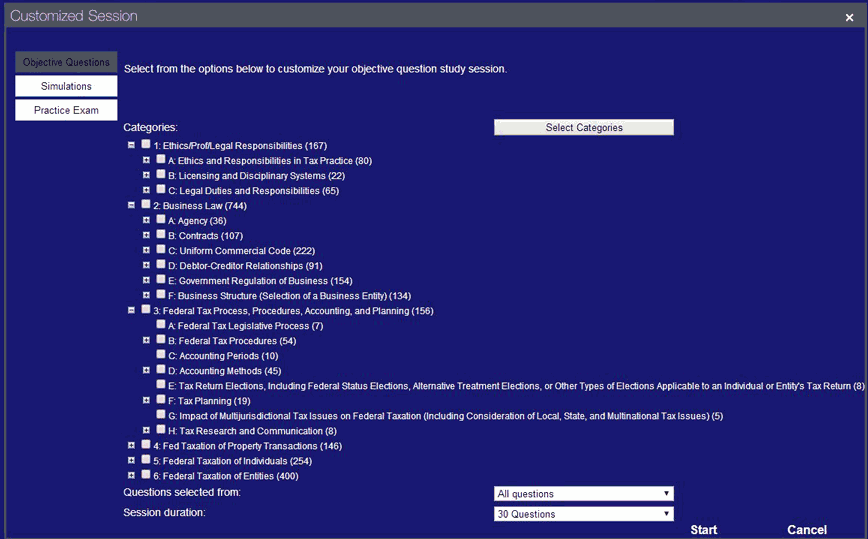 Customized Session
Objective Questions
Simulations
Practice Exam
Select from the options below to customize your objective question study session.
Categories:
Select Categories
1: Ethics/Prof/Legal Responsibilities (167)
A: Ethics and Responsibilities in Tax Practice (80)
B: Licensing and Disciplinary Systems (22)
C: Legal Duties and Responsibilities (65)
2: Business Law (744)
A: Agency (36)
B: Contracts (107)
C: Uniform Commercial Code (222)
D: Debtor-Creditor Relationships (91)
E: Government Regulation of Business (154)
F: Business Structure (Selection of a Business Entity) (134)
3: Federal Tax Process, Procedures, Accounting, and Planning (156)
A: Federal Tax Legislative Process (7)
B: Federal Tax Procedures (54)
C: Accounting Periods (10)
D: Accounting Methods (45)
E: Tax Return Elections, Including Federal Status Elections, Alternative Treatment Elections, or Other Types of Elections Applicable to an Individual or Entity's Tax Return (8)
F: Tax Planning (19)
G: Impact of Multijurisdictional Tax Issues on Federal Taxation (Including Consideration of Local, State, and Multinational Tax Issues) (5)
H: Tax Research and Communication (8)
4: Fed Taxation of Property Transactions (146)
5: Federal Taxation of Individuals (254)
6: Federal Taxation of Entities (400)
Questions selected from:
All questions
Session duration:
30 Questions
Start
Cancel